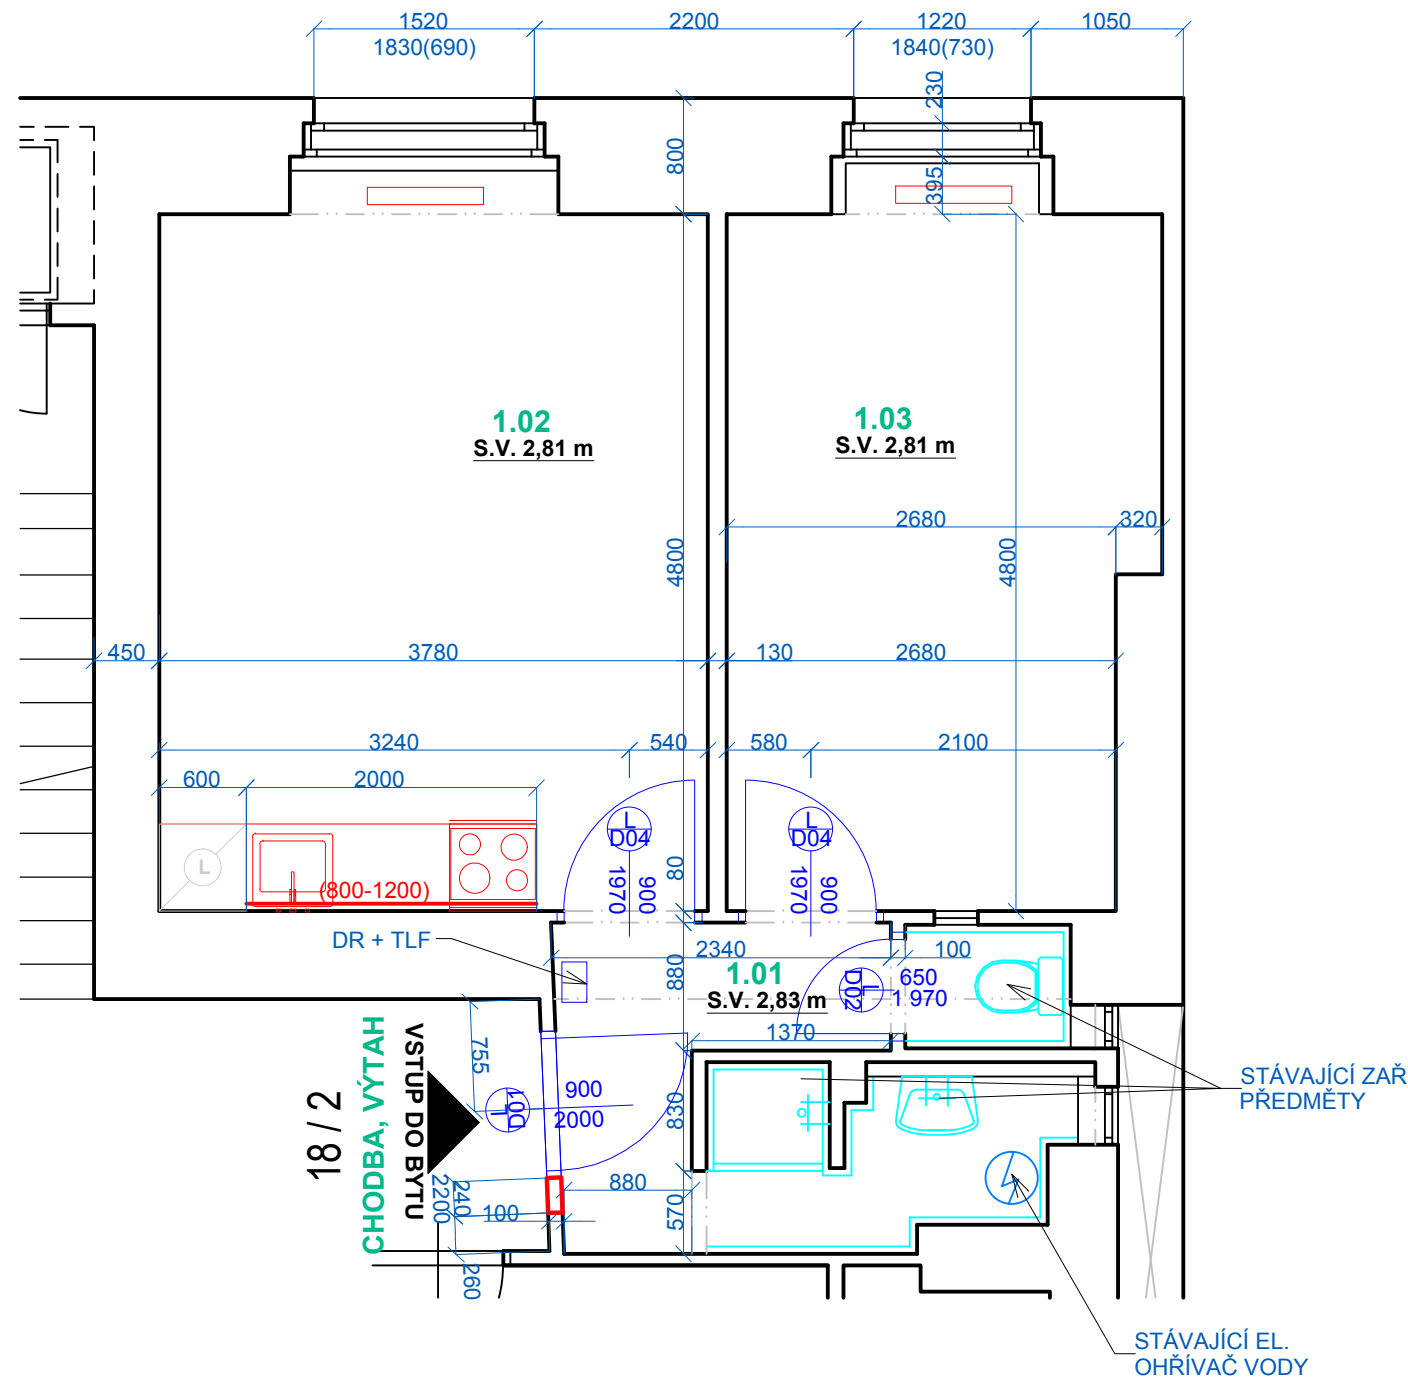 1520
2200
1220
1050
1830(690)
1840(730)
230
800
395
1.02
S.V. 2,81 m
1.03
S.V. 2,81 m
2680
320
4800
4800
450
3780
130
2680
3240
540
580
2100
600
2000
L
D04
L
D04
L
80
900
1970
900
1970
(800-1200)
DR + TLF
2340
100
880
1.01
S.V. 2,83 m
L
D02
650
1 970
1370
755
900
2000
L
D01
830
STÁVAJÍCÍ ZAŘ
PŘEDMĚTY
18 / 2
CHODBA, VÝTAH
VSTUP DO BYTU
880
240
2200
100
570
260
STÁVAJÍCÍ EL.
OHŘÍVAČ VODY